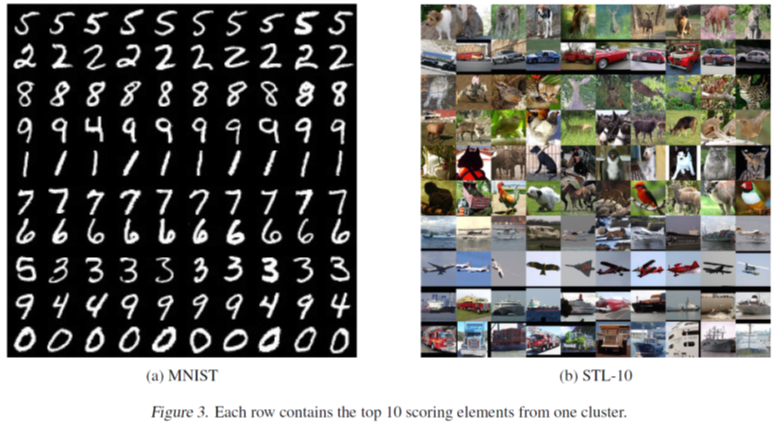 5 5 5 5 5 5 5 5 5 5
2 2 2 2 2 2 2 2 2 2
8 8 8 8 8 8 8 8 8 8
9 9 4 9 9 9 9 9 9 9
1 1 1 1 1 1 1 1 1 1
7 7 7 7 7 7 7 7 7 7
6 6 6 6 6 6 6 6 6 6
5 3 3 3 3 3 3 3 3 3
9 4 4 9 9 9 9 4 9 4
0 0 0 0 0 0 0 0 0 0
(a) MNIST
(b) STL-10
Figure 3. Each row contains the top 10 scoring elements from one cluster.